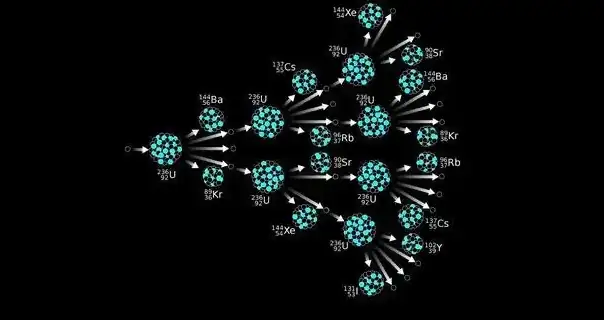 144 54 Xe
236 92 U
90 38 Sr
137 55 Cs
144 56 Ba
144 56 Ba
236 92 U
236 92 U
96 37 Rb
89 36 Kr
236 92 U
90 38 Sr
96 37 Rb
89 36 Kr
236 92 U
236 92 U
144 54 Xe
137 55 Cs
236 92 U
102 39 Y
131 53 I